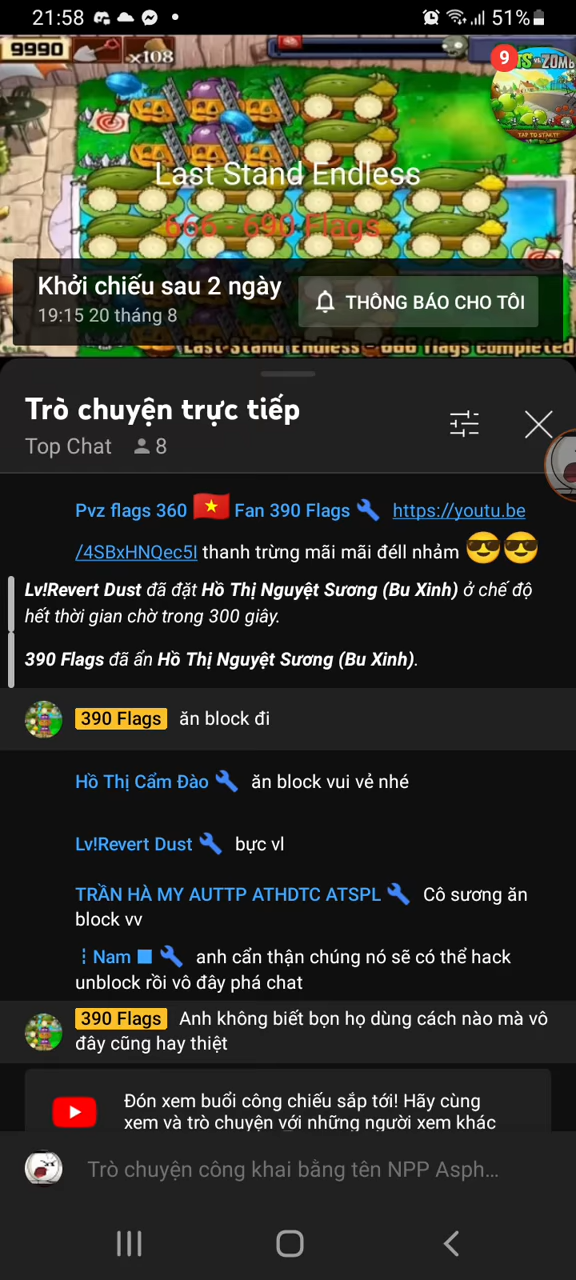 21:58
51%
9990
x108
9
TS vs ZOMB
TAP TO START
Last Stand Endless
666 - 690 Flags
Khởi chiếu sau 2 ngày
19:15 20 tháng 8
THÔNG BÁO CHO TÔI
Last Stand Endless - 666 flags completed
Trò chuyện trực tiếp
Top Chat 8
Pvz flags 360 🇻🇳 Fan 390 Flags 🔧 https://youtu.be
/4SBxHNQec5I thanh trừng mãi mãi đéll nhảm 😎😎
Lv!Revert Dust đã đặt Hồ Thị Nguyệt Sương (Bu Xinh) ở chế độ
hết thời gian chờ trong 300 giây.
390 Flags đã ẩn Hồ Thị Nguyệt Sương (Bu Xinh).
390 Flags ăn block đi
Hồ Thị Cẩm Đào 🔧 ăn block vui vẻ nhé
Lv!Revert Dust 🔧 bực vl
TRẦN HÀ MY AUTTP ATHDTC ATSPL 🔧 Cô sương ăn
block vv
┆Nam ■ 🔧 anh cẩn thận chúng nó sẽ có thể hack
unblock rồi vô đây phá chat
390 Flags Anh không biết bọn họ dùng cách nào mà vô
đây cũng hay thiệt
Đón xem buổi công chiếu sắp tới! Hãy cùng
xem và trò chuyện với những người xem khác
Trò chuyện công khai bằng tên NPP Asph...